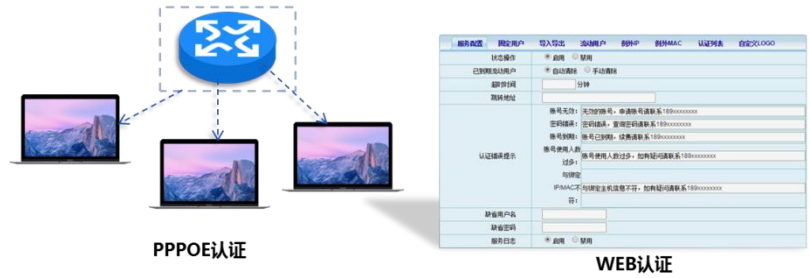 服务配置 固定用户 导入导出 流动用户 例外IP 例外MAC 认证列表 自定义LOGO
状态操作 启用 禁用
已到期流动用户 自动清除 手动清除
超时时间 分钟
跳转地址
账号无效: 无效的账号，申请账号请联系189xxxxxxxx
密码错误: 密码错误，查询密码请联系189xxxxxxxx
账号到期: 账号已到期，续费请联系189xxxxxxxx
认证错误提示
账号使用人数
过多: 账号使用人数过多，如有疑问请联系189xxxxxxxx
与绑定
IP/MAC不 与绑定主机信息不符，如有疑问请联系189xxxxxxxx
符:
缺省用户名
缺省密码
服务日志 启用 禁用
PPPOE认证
WEB认证